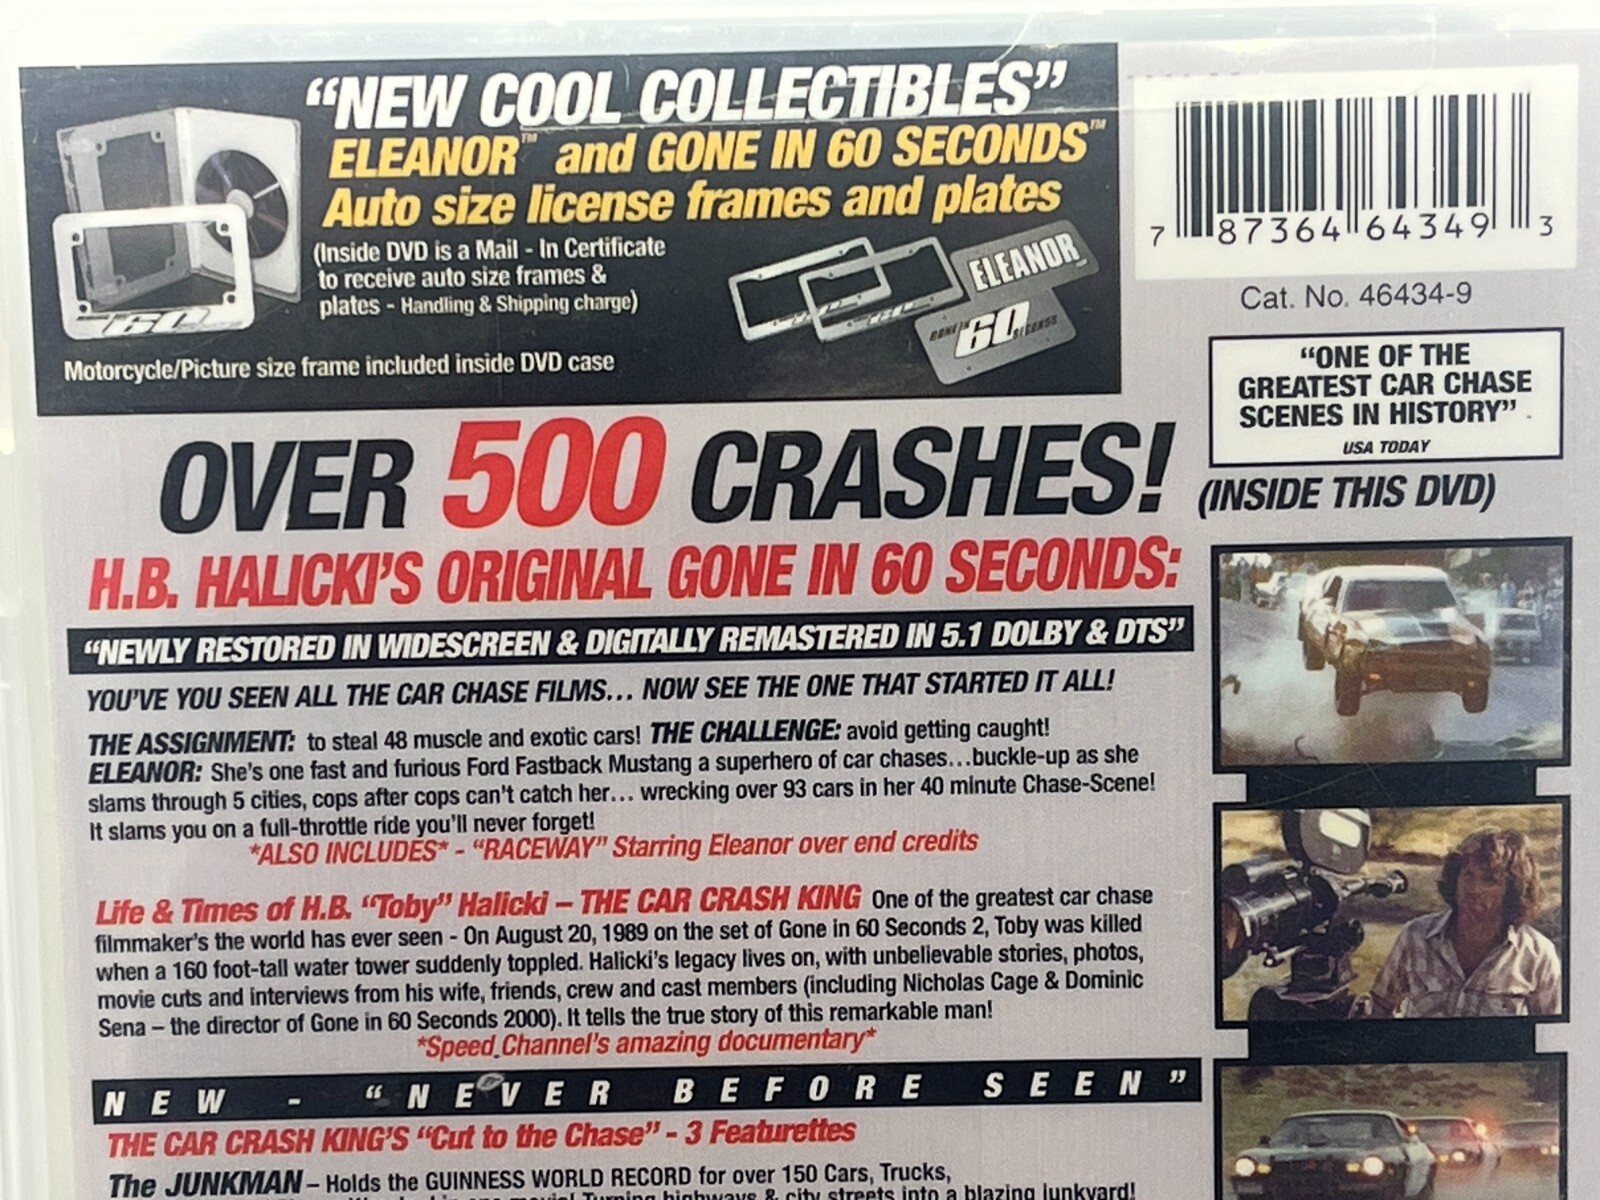 “NEW COOL COLLECTIBLES”
ELEANOR™ and GONE IN 60 SECONDS™
Auto size license frames and plates
(Inside DVD is a Mail - In Certificate
to receive auto size frames &
plates - Handling & Shipping charge)
Motorcycle/Picture size frame included inside DVD case
60
ELEANOR
GONE IN 60 SECONDS
7 87364 64349 3
Cat. No. 46434-9
“ONE OF THE
GREATEST CAR CHASE
SCENES IN HISTORY”
USA TODAY
(INSIDE THIS DVD)
OVER 500 CRASHES!
H.B. HALICKI’S ORIGINAL GONE IN 60 SECONDS:
“NEWLY RESTORED IN WIDESCREEN & DIGITALLY REMASTERED IN 5.1 DOLBY & DTS”
YOU’VE YOU SEEN ALL THE CAR CHASE FILMS... NOW SEE THE ONE THAT STARTED IT ALL!
THE ASSIGNMENT: to steal 48 muscle and exotic cars! THE CHALLENGE: avoid getting caught!
ELEANOR: She’s one fast and furious Ford Fastback Mustang a superhero of car chases...buckle-up as she
slams through 5 cities, cops after cops can’t catch her... wrecking over 93 cars in her 40 minute Chase-Scene!
It slams you on a full-throttle ride you’ll never forget!
*ALSO INCLUDES* - “RACEWAY” Starring Eleanor over end credits
Life & Times of H.B. “Toby” Halicki – THE CAR CRASH KING One of the greatest car chase
filmmaker’s the world has ever seen - On August 20, 1989 on the set of Gone in 60 Seconds 2, Toby was killed
when a 160 foot-tall water tower suddenly toppled. Halicki’s legacy lives on, with unbelievable stories, photos,
movie cuts and interviews from his wife, friends, crew and cast members (including Nicholas Cage & Dominic
Sena – the director of Gone in 60 Seconds 2000). It tells the true story of this remarkable man!
*Speed Channel’s amazing documentary*
NEW - “NEVER BEFORE SEEN”
THE CAR CRASH KING’S “Cut to the Chase” - 3 Featurettes
The JUNKMAN – Holds the GUINNESS WORLD RECORD for over 150 Cars, Trucks,
movie! Turning highways & city streets into a blazing junkyard!